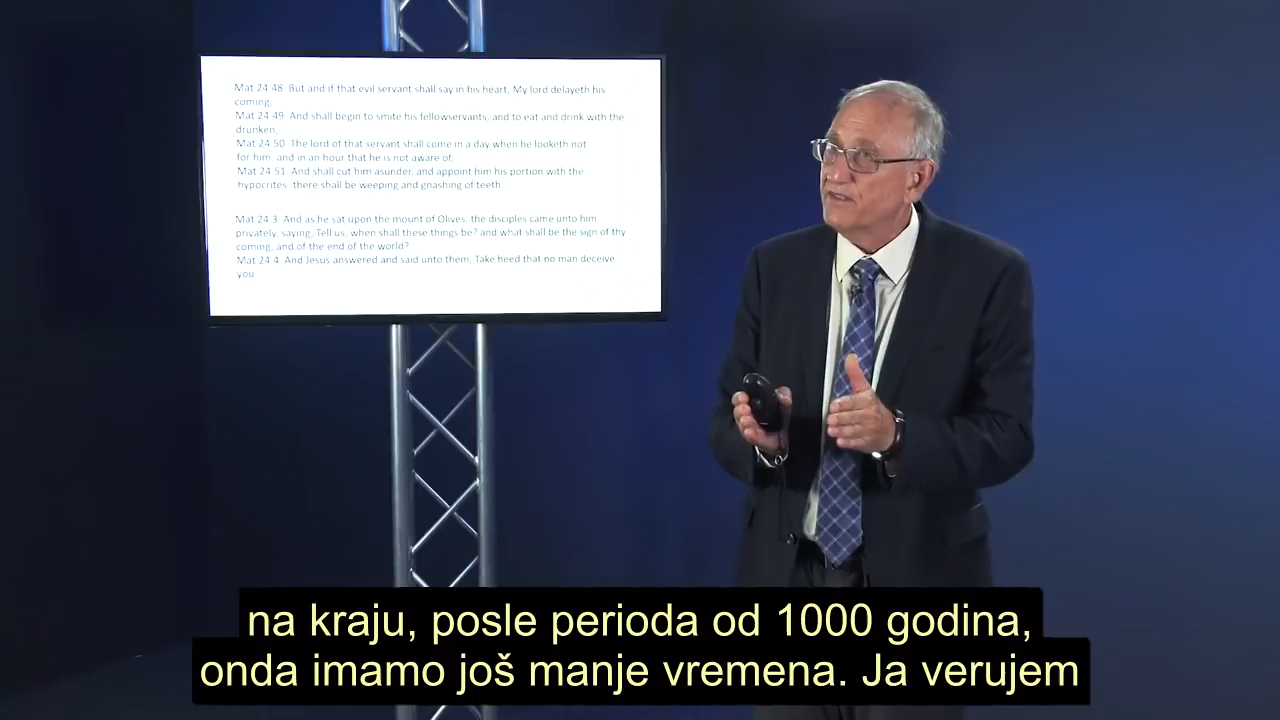 Mat 24:48 But and if that evil servant shall say in his heart, My lord delayeth his
coming;
Mat 24:49 And shall begin to smite his fellowservants, and to eat and drink with the
drunken;
Mat 24:50 The lord of that servant shall come in a day when he looketh not
for him, and in an hour that he is not aware of,
Mat 24:51 And shall cut him asunder, and appoint him his portion with the
hypocrites: there shall be weeping and gnashing of teeth.
Mat 24:3 And as he sat upon the mount of Olives, the disciples came unto him
privately, saying, Tell us, when shall these things be? and what shall be the sign of thy
coming, and of the end of the world?
Mat 24:4 And Jesus answered and said unto them, Take heed that no man deceive
you.
na kraju, posle perioda od 1000 godina,
onda imamo još manje vremena. Ja verujem